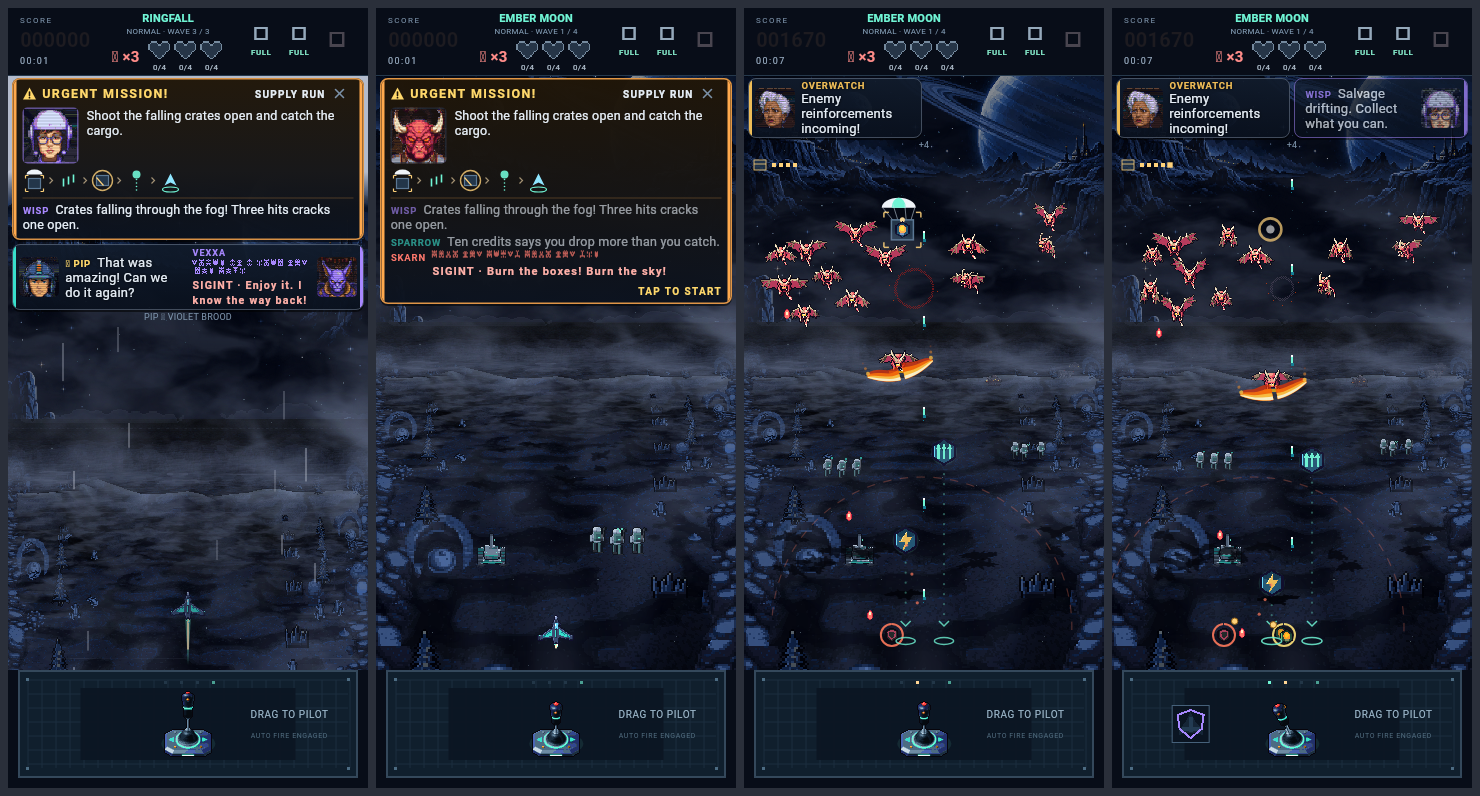 SCORE
RINGFALL
000000
NORMAL · WAVE 3 / 3
×3
FULL FULL
00:01
0/4 0/4 0/4
URGENT MISSION!
SUPPLY RUN
Shoot the falling crates open and catch the
cargo.
WISP Crates falling through the fog! Three hits cracks
one open.
PIP That was
amazing! Can we
do it again?
VEXXA
SIGINT · Enjoy it. I
know the way back!
PIP VIOLET BROOD
DRAG TO PILOT
AUTO FIRE ENGAGED
SCORE
EMBER MOON
000000
NORMAL · WAVE 1 / 4
×3
FULL FULL
00:01
0/4 0/4 0/4
URGENT MISSION!
SUPPLY RUN
Shoot the falling crates open and catch the
cargo.
WISP Crates falling through the fog! Three hits cracks
one open.
SPARROW Ten credits says you drop more than you catch.
SKARN
SIGINT · Burn the boxes! Burn the sky!
TAP TO START
DRAG TO PILOT
AUTO FIRE ENGAGED
SCORE
EMBER MOON
001670
NORMAL · WAVE 1 / 4
×3
FULL FULL
00:07
0/4 0/4 0/4
OVERWATCH
Enemy
reinforcements
incoming!
+4
DRAG TO PILOT
AUTO FIRE ENGAGED
SCORE
EMBER MOON
001670
NORMAL · WAVE 1 / 4
×3
FULL FULL
00:07
0/4 0/4 0/4
OVERWATCH
Enemy
reinforcements
incoming!
WISP Salvage
drifting. Collect
what you can.
+4
DRAG TO PILOT
AUTO FIRE ENGAGED